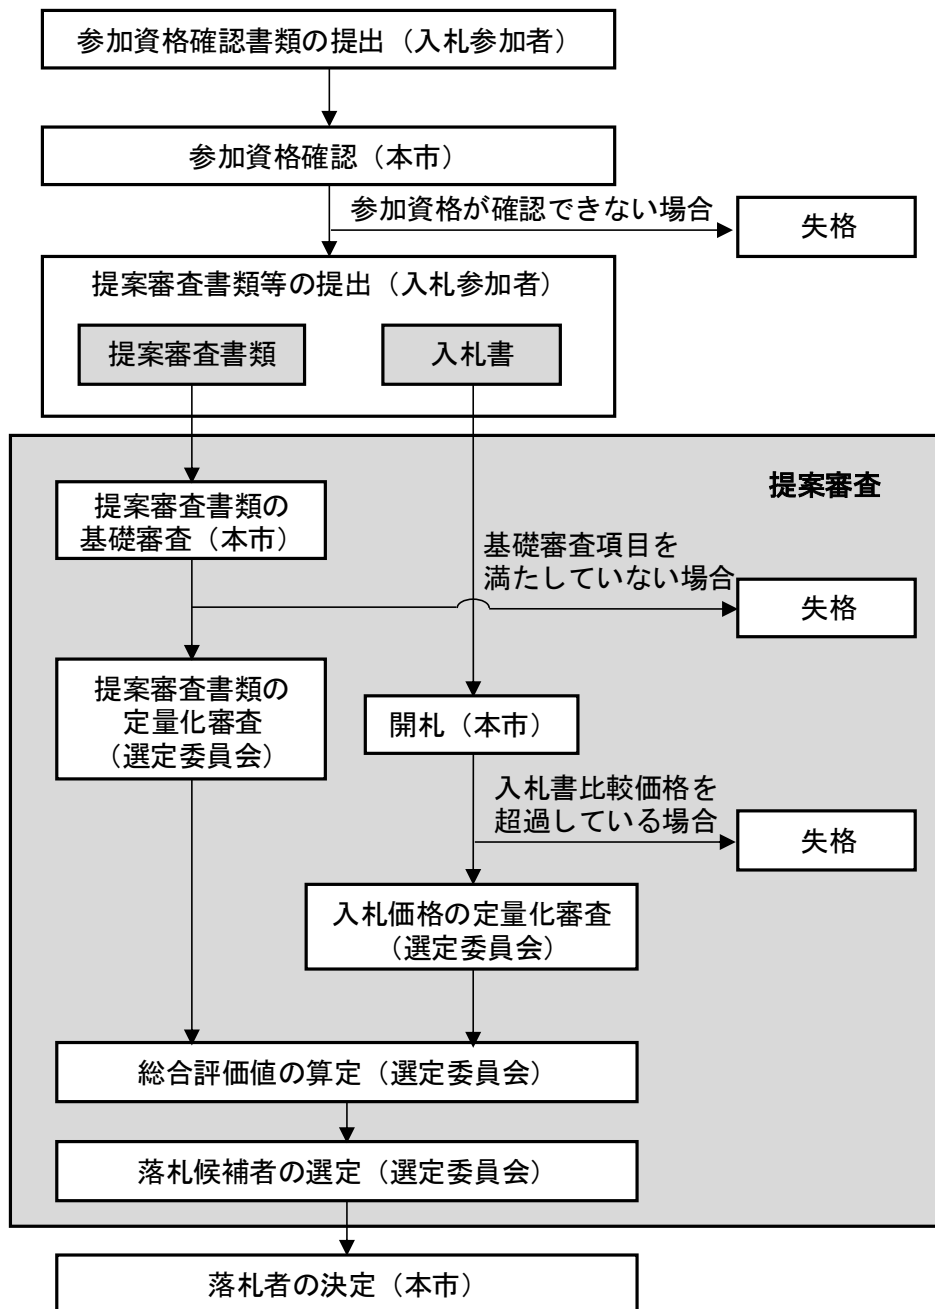 参加資格確認書類の提出（入札参加者）
参加資格確認（本市）
参加資格が確認できない場合
失格
提案審査書類等の提出（入札参加者）
提案審査書類
入札書
提案審査
提案審査書類の
基礎審査（本市）
基礎審査項目を
満たしていない場合
失格
提案審査書類の
定量化審査
（選定委員会）
開札（本市）
入札書比較価格を
超過している場合
失格
入札価格の定量化審査
（選定委員会）
総合評価値の算定（選定委員会）
落札候補者の選定（選定委員会）
落札者の決定（本市）